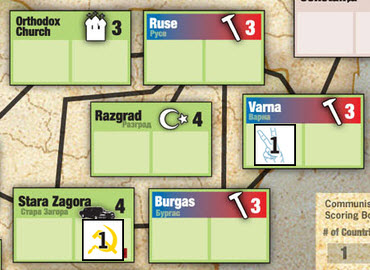 Orthodox
Church
3
Ruse
Русе
3
Razgrad
Разград
4
Varna
Варна
3
1
Stara Zagora
Стара Загора
4
1
Burgas
Бургас
3
Communis
Scoring Bo
# of Countri
1